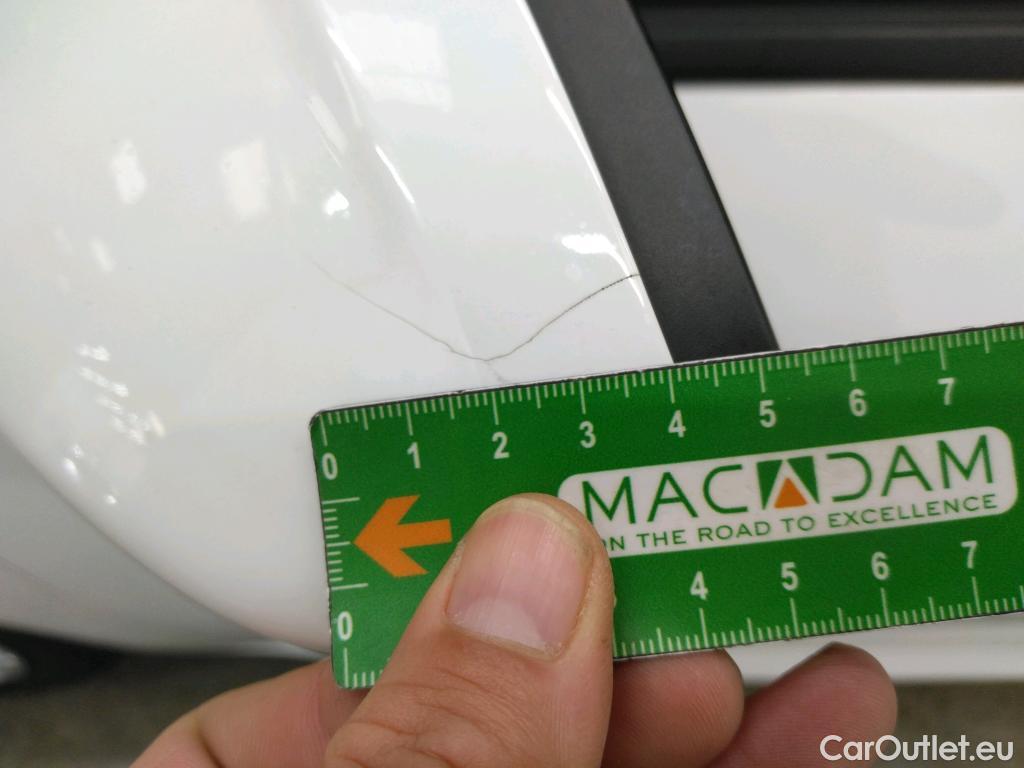 0 1 2 3 4 5 6 7
MACADAM
ON THE ROAD TO EXCELLENCE
0 4 5 6 7
CarOutlet.eu